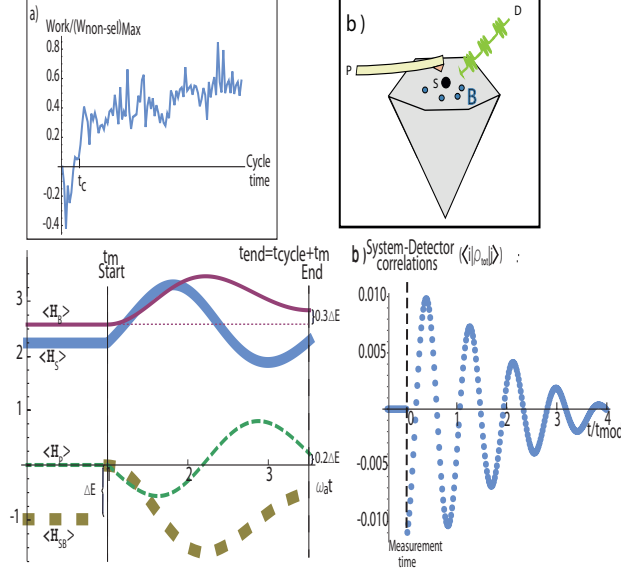 a)
Work/(Wnon-sel)Max
0.8
0.6
0.4
0.2
-0.2
-0.4
tc
Cycle
time
b)
D
P
S
B
tm
Start
tend=tcycle+tm
End
3
2
1
-1
<HB>
<HS>
<HP>
<HSB>
0.3ΔE
0.2ΔE
ΔE
2
3
ωat
b)
System-Detector
correlations (⟨i|ρtot|j⟩) :
0.010
0.005
-0.005
-0.010
0
1
2
3
4
t/tmod
Measurement
time